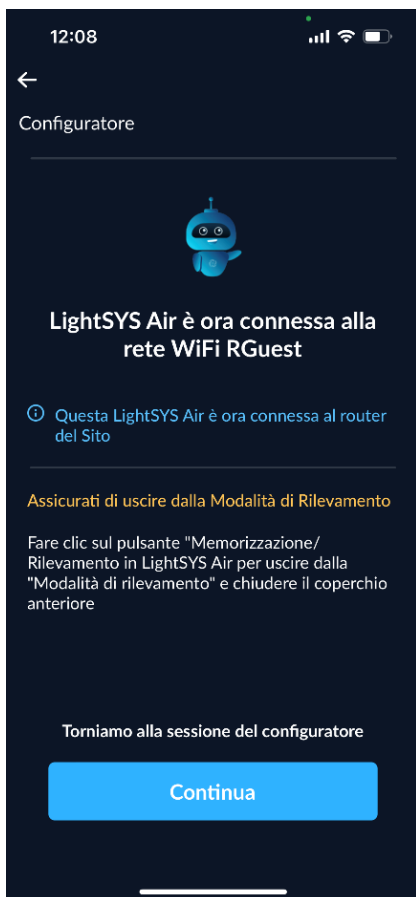 12:08
Configuratore
LightSYS Air è ora connessa alla
rete WiFi RGuest
Questa LightSYS Air è ora connessa al router
del Sito
Assicurati di uscire dalla Modalità di Rilevamento
Fare clic sul pulsante "Memorizzazione/
Rilevamento in LightSYS Air per uscire dalla
"Modalità di rilevamento" e chiudere il coperchio
anteriore
Torniamo alla sessione del configuratore
Continua